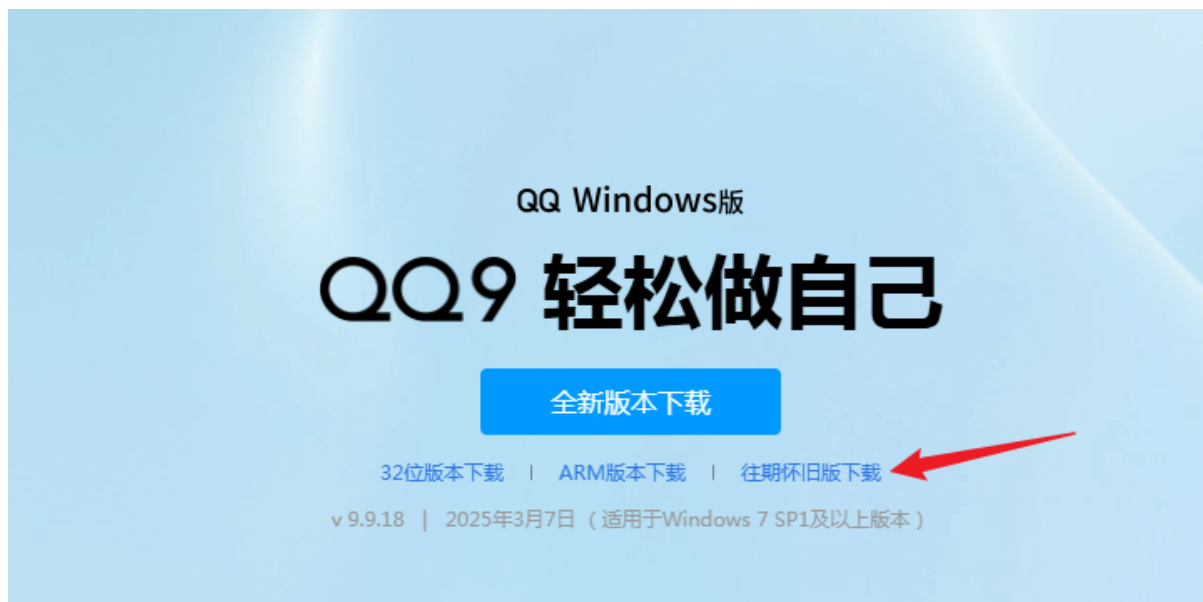 QQ Windows版
QQ9 轻松做自己
全新版本下载
32位版本下载 | ARM版本下载 | 往期怀旧版下载
v 9.9.18 | 2025年3月7日 （适用于Windows 7 SP1及以上版本）